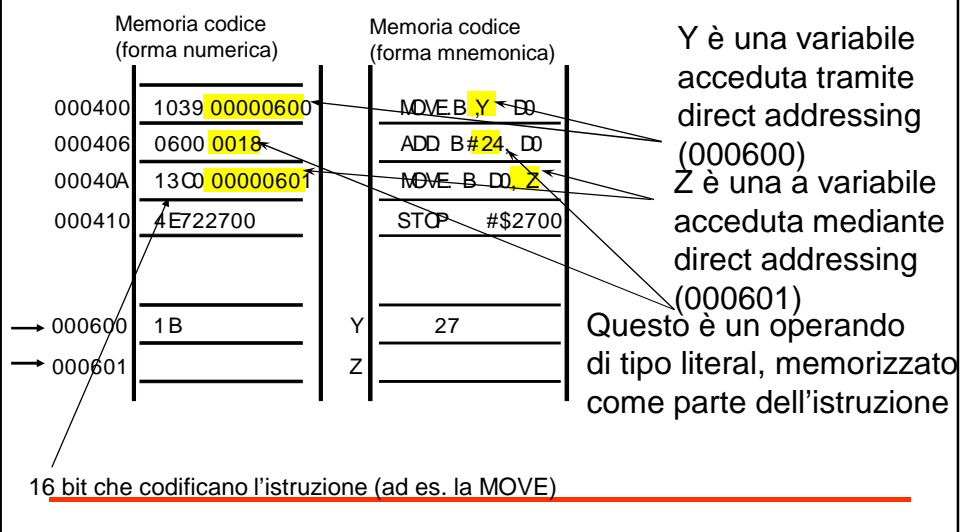 Memoria codice
(forma numerica)
Memoria codice
(forma mnemonica)
000400 1039 00000600 MOVE.B ,Y D0
000406 0600 0018 ADD. B #24, D0
00040A 13C0 00000601 MOVE. B D0, Z
000410 4E722700 STOP #$2700
000600 1B Y 27
000601 Z
Y è una variabile
acceduta tramite
direct addressing
(000600)
Z è una a variabile
acceduta mediante
direct addressing
(000601)
Questo è un operando
di tipo literal, memorizzato
come parte dell'istruzione
16 bit che codificano l'istruzione (ad es. la MOVE)